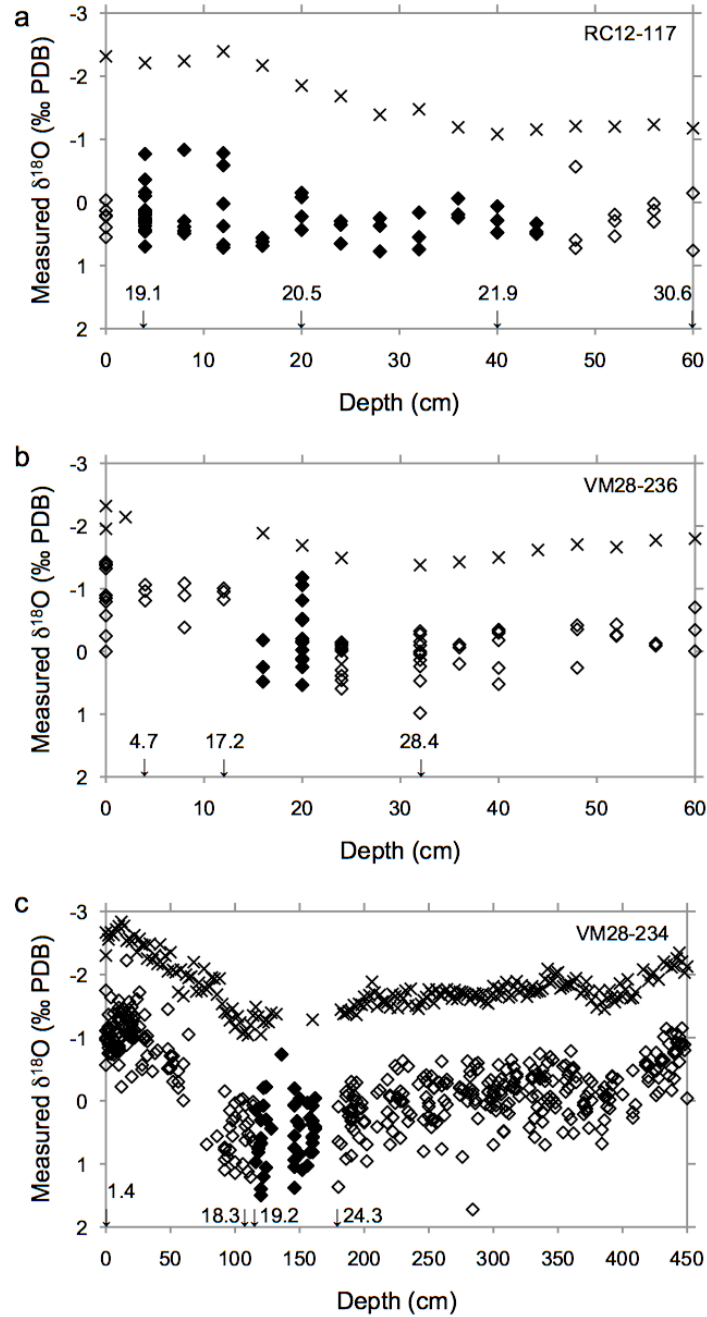 a
-3
RC12-117
-2
-1
0
1
2
Measured δ18O (‰ PDB)
19.1
20.5
21.9
30.6
↓ ↓ ↓ ↓
0 10 20 30 40 50 60
Depth (cm)
b
-3
VM28-236
-2
-1
0
1
2
Measured δ18O (‰ PDB)
4.7
17.2
28.4
↓ ↓ ↓
0 10 20 30 40 50 60
Depth (cm)
c
-3
VM28-234
-2
-1
0
1
2
Measured δ18O (‰ PDB)
1.4
18.3↓↓19.2
↓24.3
↓
0 50 100 150 200 250 300 350 400 450
Depth (cm)